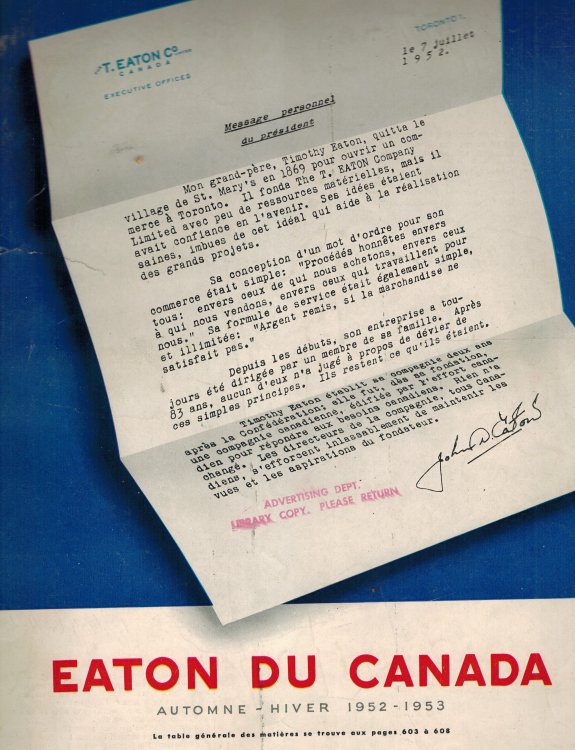 THE T. EATON CO LIMITED
CANADA
EXECUTIVE OFFICES
TORONTO 1,
le 7 juillet
1952.
Message personnel
du président
Mon grand-père, Timothy Eaton, quitta le
village de St. Mary's en 1869 pour ouvrir un com-
merce à Toronto. Il fonda The T. EATON Company
Limited avec peu de ressources matérielles, mais il
avait confiance en l'avenir. Ses idées étaient
saines, imbues de cet idéal qui aide à la réalisation
des grands projets.
Sa conception d'un mot d'ordre pour son
commerce était simple: "Procédés honnêtes envers
tous: envers ceux de qui nous achetons, envers ceux
à qui nous vendons, envers ceux qui travaillent pour
nous." Sa formule de service était également simple,
et illimitée: "Argent remis, si la marchandise ne
satisfait pas."
Depuis les débuts, son entreprise a tou-
jours été dirigée par un membre de sa famille. Après
83 ans, aucun d'eux n'a jugé à propos de dévier de
ces simples principes. Ils restent ce qu'ils étaient.
Timothy Eaton établit sa compagnie deux ans
après la Confédération; elle fut, dès sa fondation,
une compagnie canadienne, édifiée par l'effort cana-
dien pour répondre aux besoins canadiens. Rien n'a
changé. Les directeurs de la compagnie, tous Cana-
diens, s'efforcent inlassablement de maintenir les
vues et les aspirations du fondateur.
John D. Eaton
ADVERTISING DEPT.
LIBRARY COPY. PLEASE RETURN
EATON DU CANADA
AUTOMNE - HIVER 1952-1953
La table générale des matières se trouve aux pages 603 à 608